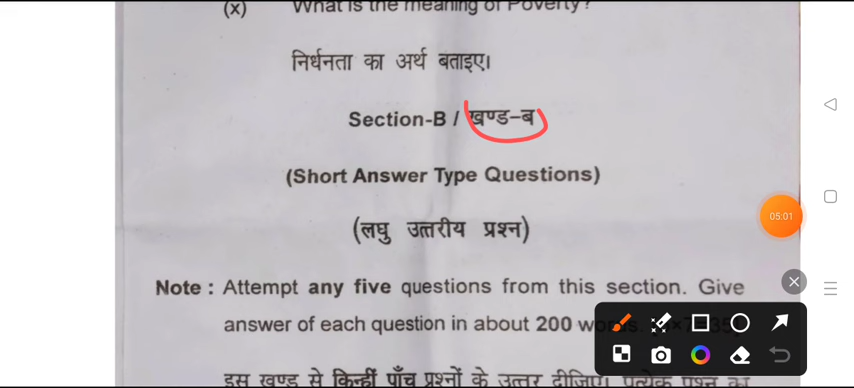 (x) What is the meaning of Poverty?
निर्धनता का अर्थ बताइए।
Section-B / खण्ड-ब
(Short Answer Type Questions)
(लघु उत्तरीय प्रश्न)
05:01
Note : Attempt any five questions from this section. Give
answer of each question in about 200
इस खण्ड से किन्हीं पाँच प्रश्नों के उत्तर दीजिए। प्रत्येक प्रश्न का